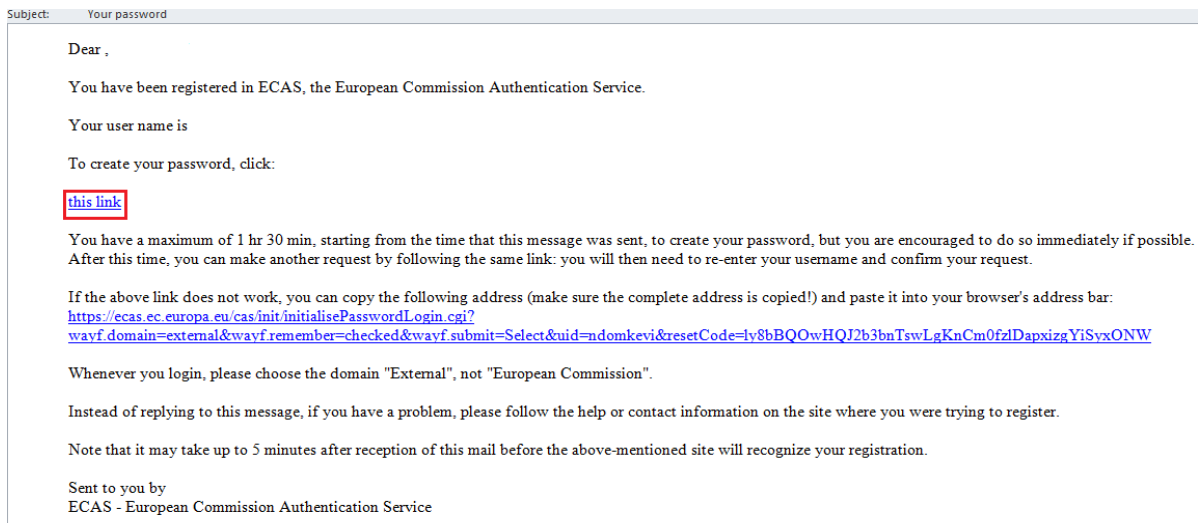 Subject: Your password
Dear ,
You have been registered in ECAS, the European Commission Authentication Service.
Your user name is
To create your password, click:
this link
You have a maximum of 1 hr 30 min, starting from the time that this message was sent, to create your password, but you are encouraged to do so immediately if possible.
After this time, you can make another request by following the same link: you will then need to re-enter your username and confirm your request.
If the above link does not work, you can copy the following address (make sure the complete address is copied!) and paste it into your browser's address bar:
https://ecas.ec.europa.eu/cas/init/initialisePasswordLogin.cgi?
wayf.domain=external&wayf.remember=checked&wayf.submit=Select&uid=ndomkevi&resetCode=ly8bBQOwHQJ2b3bnTswLgKnCm0fzlDapxizgYiSyxONW
Whenever you login, please choose the domain "External", not "European Commission".
Instead of replying to this message, if you have a problem, please follow the help or contact information on the site where you were trying to register.
Note that it may take up to 5 minutes after reception of this mail before the above-mentioned site will recognize your registration.
Sent to you by
ECAS - European Commission Authentication Service